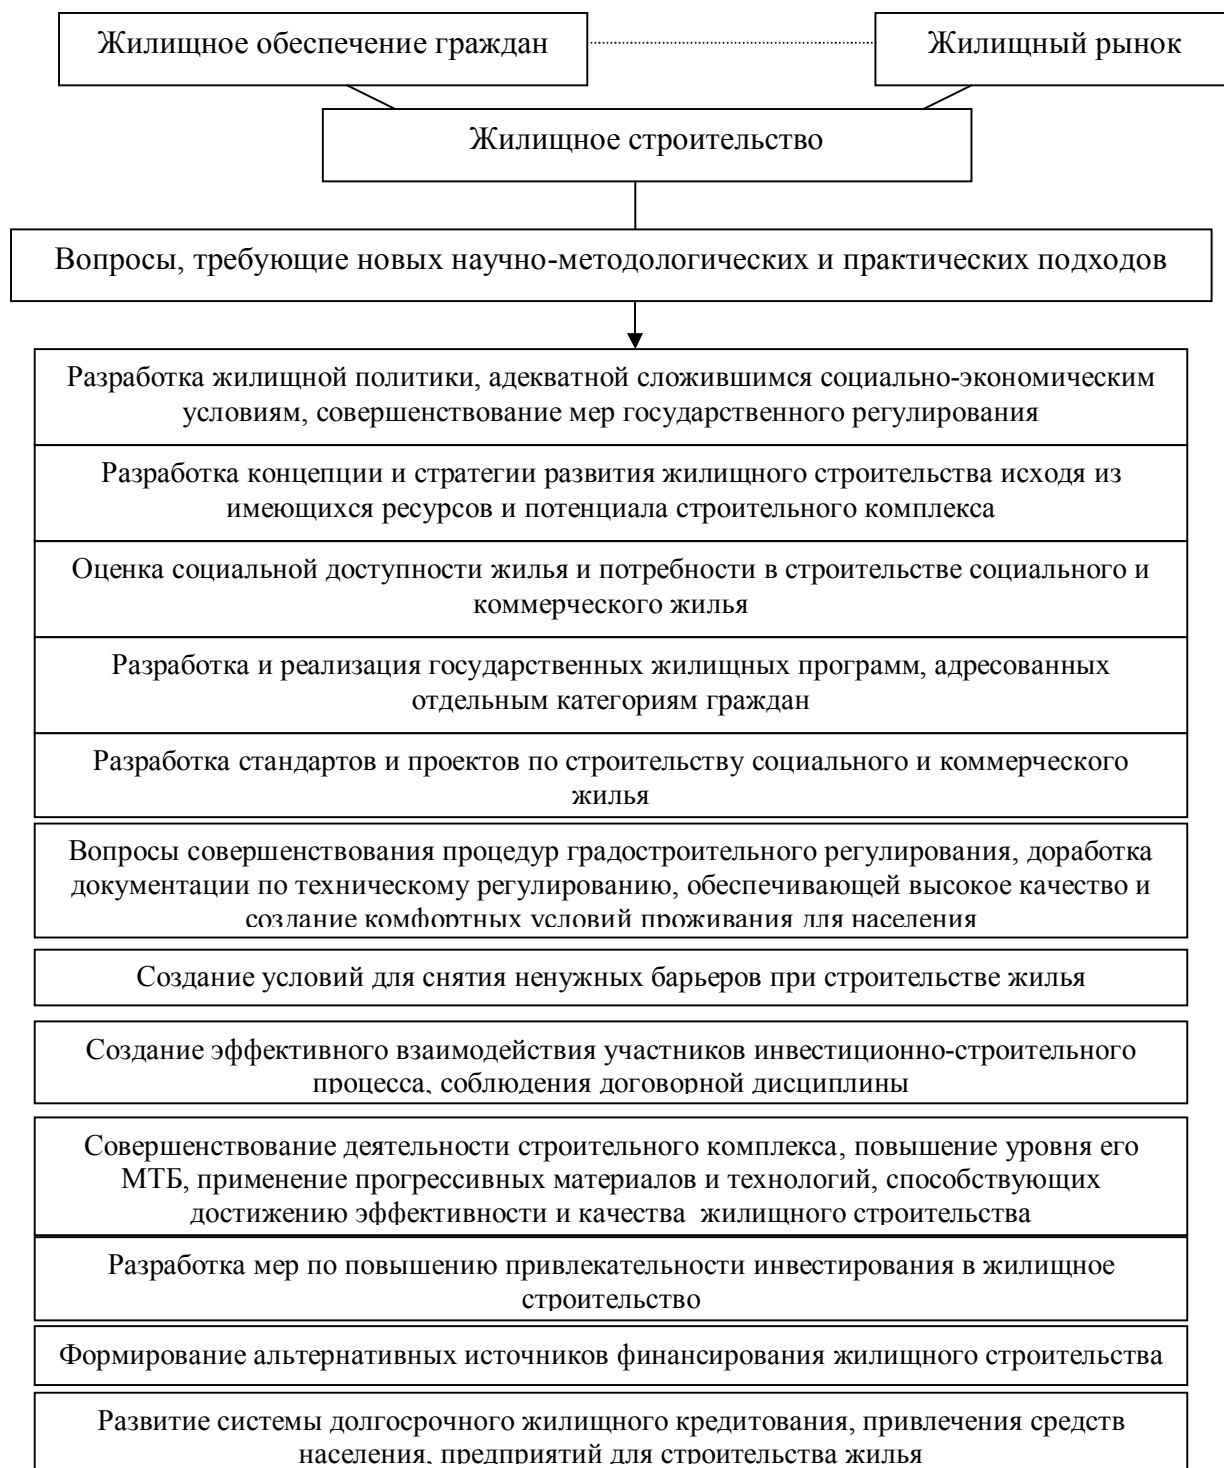 Жилищное обеспечение граждан
Жилищный рынок
Жилищное строительство
Вопросы, требующие новых научно-методологических и практических подходов
Разработка жилищной политики, адекватной сложившимся социально-экономическим
условиям, совершенствование мер государственного регулирования
Разработка концепции и стратегии развития жилищного строительства исходя из
имеющихся ресурсов и потенциала строительного комплекса
Оценка социальной доступности жилья и потребности в строительстве социального и
коммерческого жилья
Разработка и реализация государственных жилищных программ, адресованных
отдельным категориям граждан
Разработка стандартов и проектов по строительству социального и коммерческого
жилья
Вопросы совершенствования процедур градостроительного регулирования, доработка
документации по техническому регулированию, обеспечивающей высокое качество и
создание комфортных условий проживания для населения
Создание условий для снятия ненужных барьеров при строительстве жилья
Создание эффективного взаимодействия участников инвестиционно-строительного
процесса, соблюдения договорной дисциплины
Совершенствование деятельности строительного комплекса, повышение уровня его
МТБ, применение прогрессивных материалов и технологий, способствующих
достижению эффективности и качества жилищного строительства
Разработка мер по повышению привлекательности инвестирования в жилищное
строительство
Формирование альтернативных источников финансирования жилищного строительства
Развитие системы долгосрочного жилищного кредитования, привлечения средств
населения, предприятий для строительства жилья